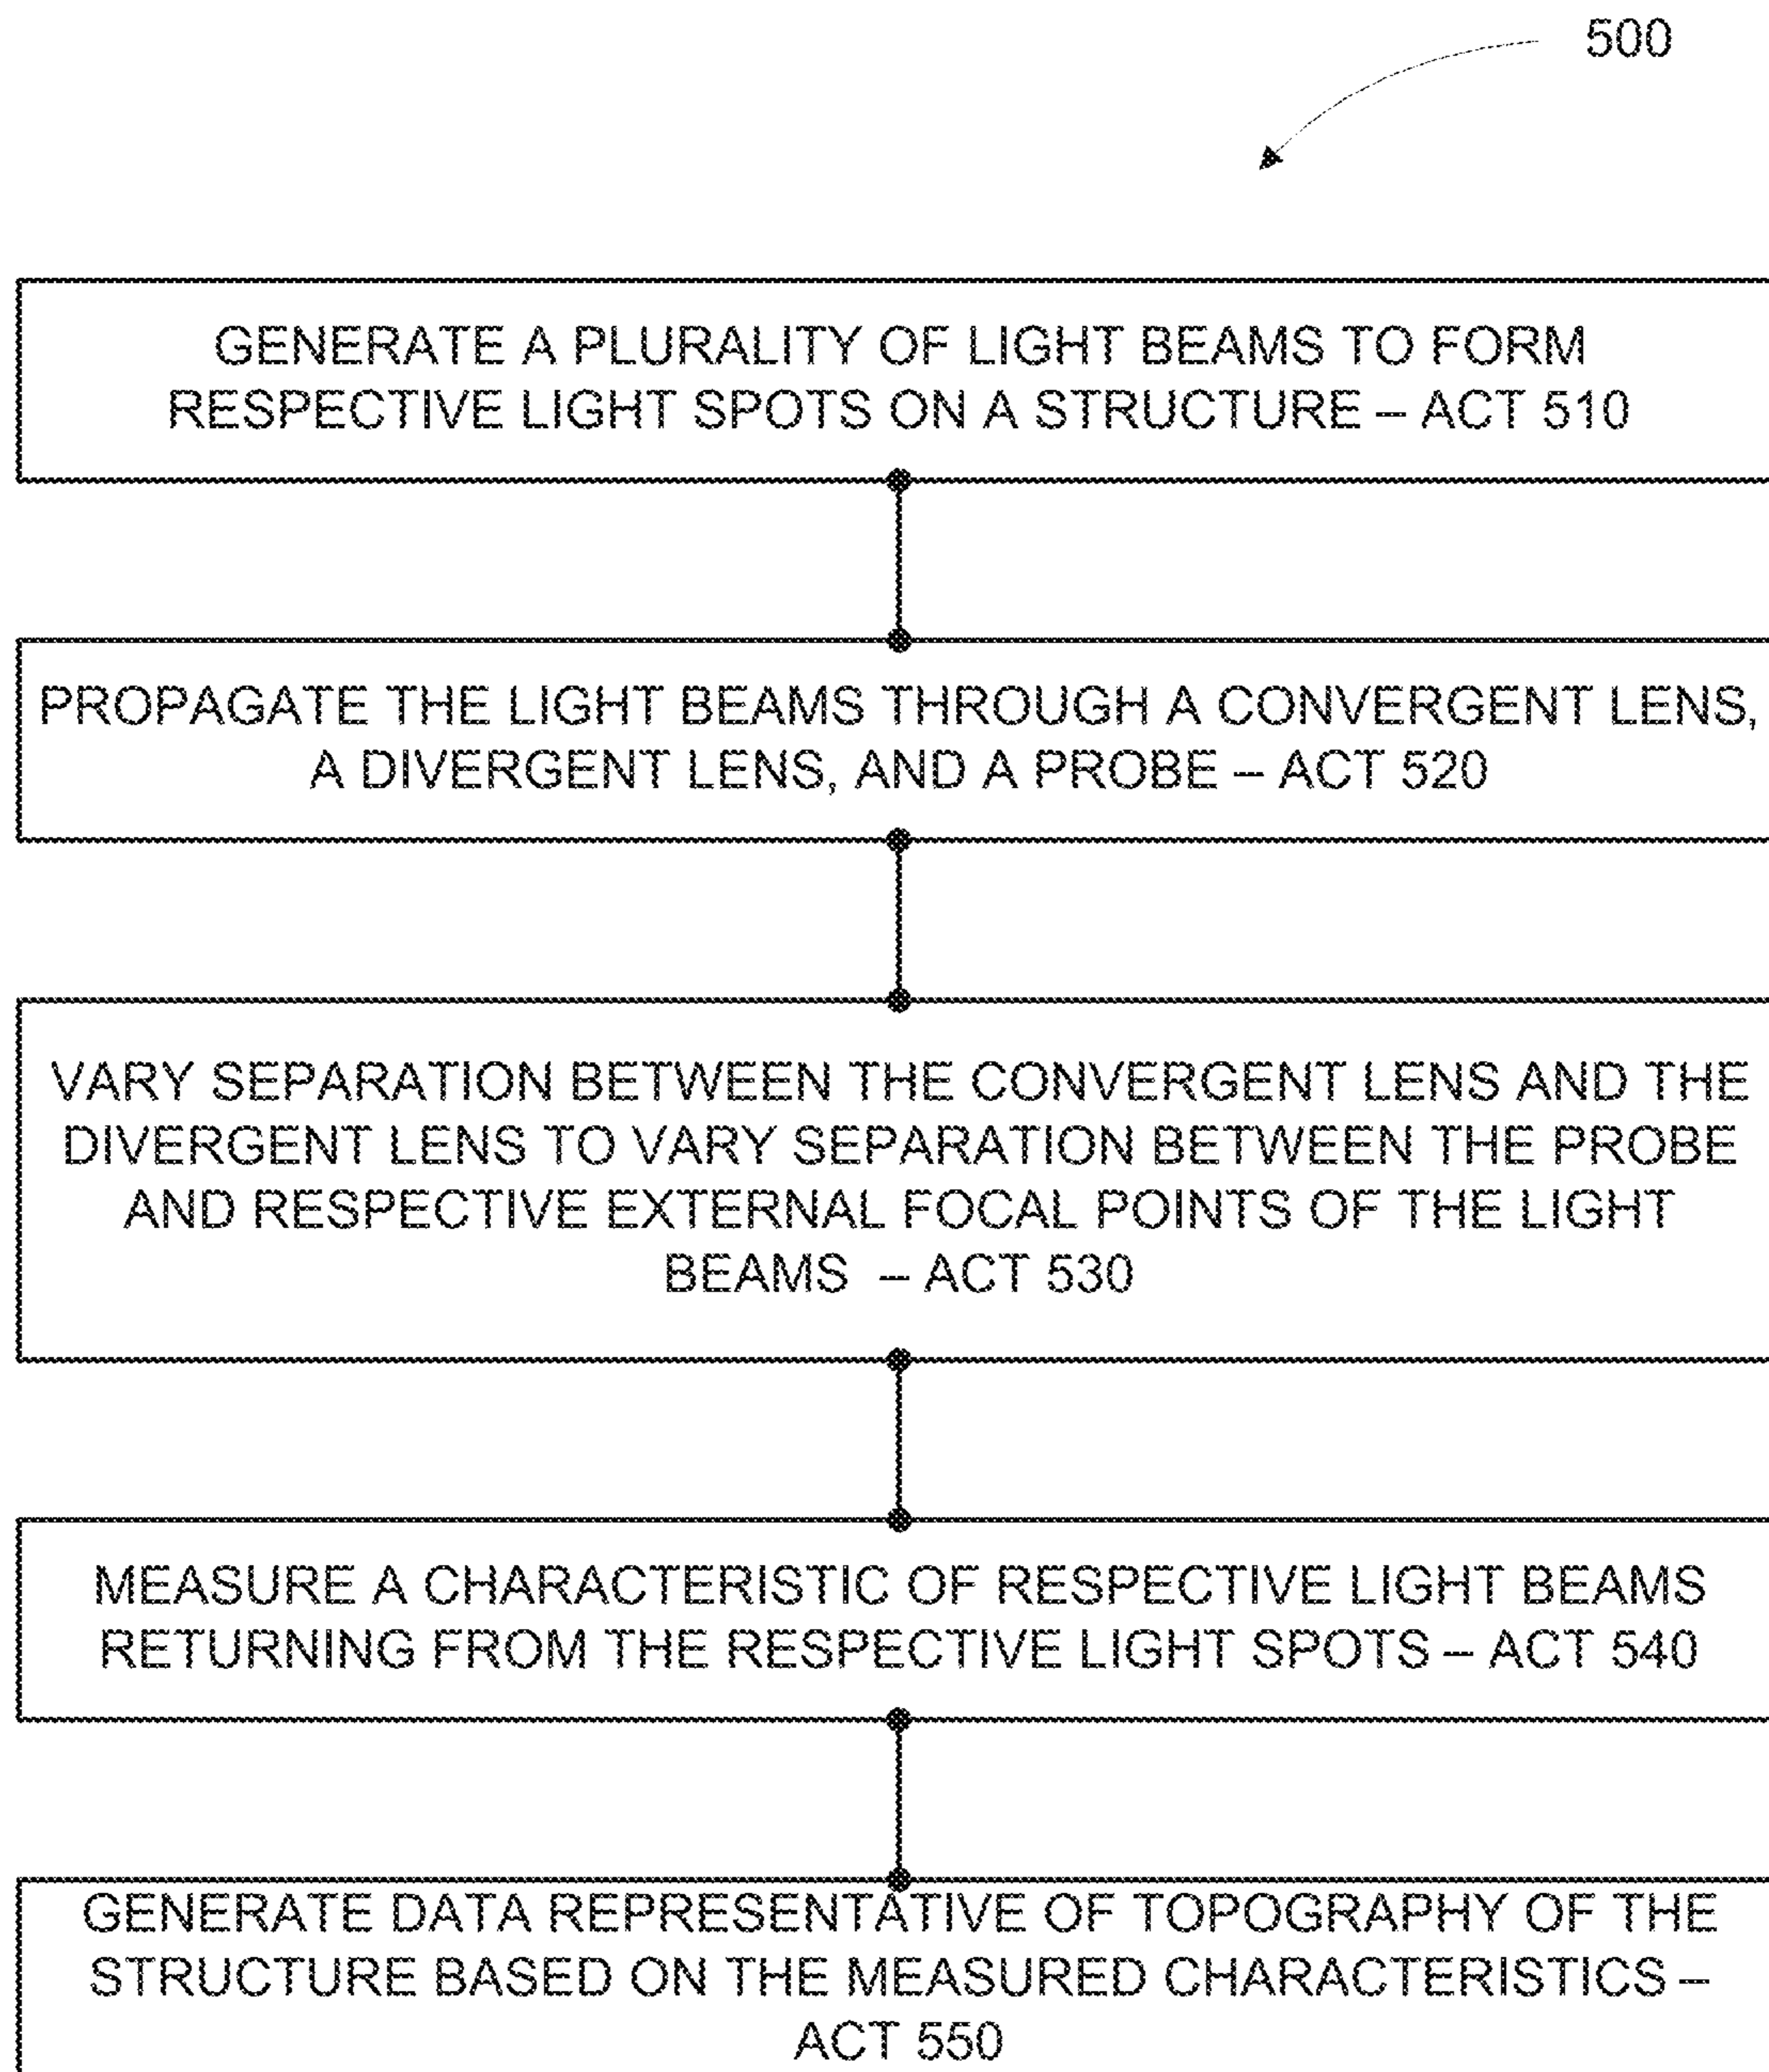 500
GENERATE A PLURALITY OF LIGHT BEAMS TO FORM
RESPECTIVE LIGHT SPOTS ON A STRUCTURE – ACT 510
PROPAGATE THE LIGHT BEAMS THROUGH A CONVERGENT LENS,
A DIVERGENT LENS, AND A PROBE – ACT 520
VARY SEPARATION BETWEEN THE CONVERGENT LENS AND THE
DIVERGENT LENS TO VARY SEPARATION BETWEEN THE PROBE
AND RESPECTIVE EXTERNAL FOCAL POINTS OF THE LIGHT
BEAMS – ACT 530
MEASURE A CHARACTERISTIC OF RESPECTIVE LIGHT BEAMS
RETURNING FROM THE RESPECTIVE LIGHT SPOTS – ACT 540
GENERATE DATA REPRESENTATIVE OF TOPOGRAPHY OF THE
STRUCTURE BASED ON THE MEASURED CHARACTERISTICS –
ACT 550